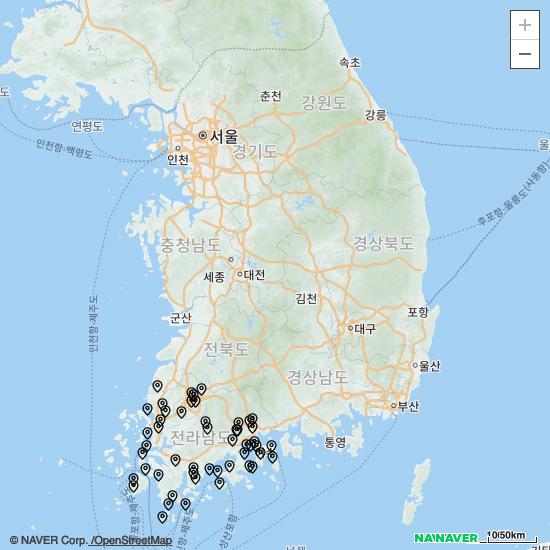 +
−
속초
춘천
강원도
강릉
도
연평도
서울
인천항-백령도
인천
경기도
울
후포항-울릉도(사동항)
충청남도
경상북도
세종
대전
김천
인천항-제주도
군산
포항
대구
전북도
울산
경상남도
부산
전라남도
통영
© NAVER Corp. /OpenStreetMap
NAVER
10/50km